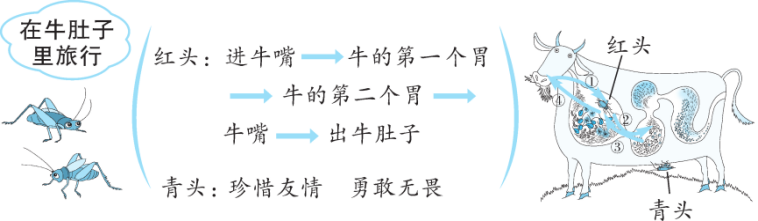 在牛肚子
里旅行
红头：进牛嘴→牛的第一个胃
→牛的第二个胃→
牛嘴→出牛肚子
青头：珍惜友情 勇敢无畏
红头
①
②
③
④
青头